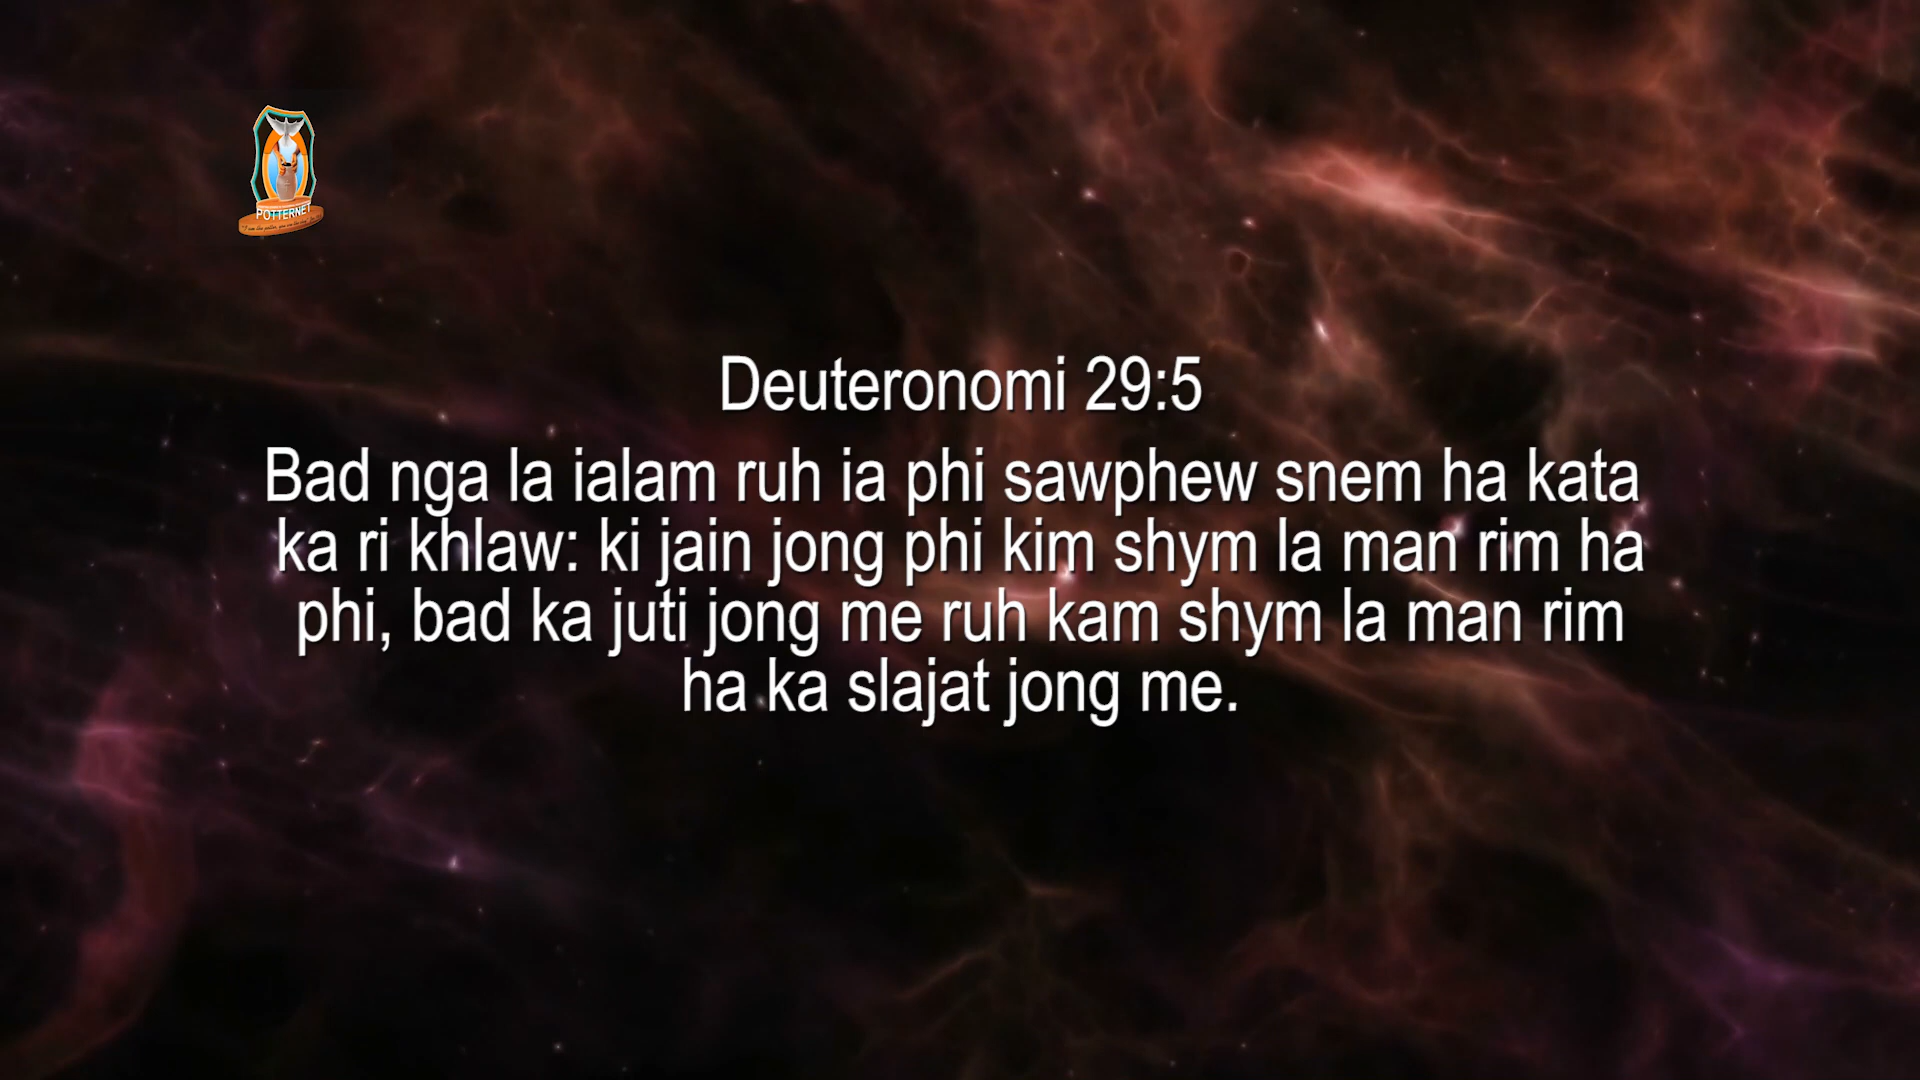 POTTERNET
Deuteronomi 29:5
Bad nga la ialam ruh ia phi sawphew snem ha kata
ka ri khlaw: ki jain jong phi kim shym la man rim ha
phi, bad ka juti jong me ruh kam shym la man rim
ha ka slajat jong me.